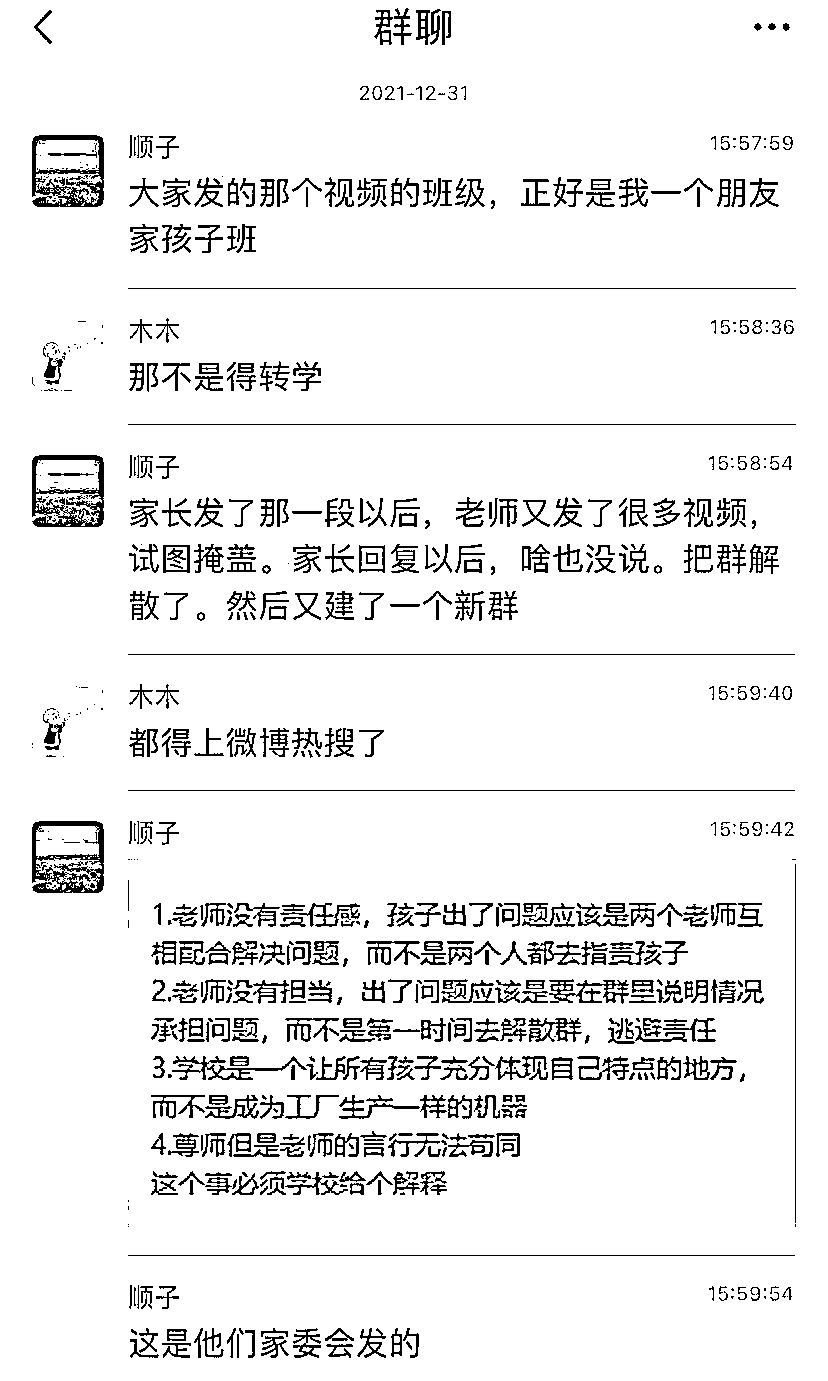 群聊
2021-12-31
顺子
15:57:59
大家发的那个视频的班级，正好是我一个朋友
家孩子班
木木
15:58:36
那不是得转学
顺子
15:58:54
家长发了那一段以后，老师又发了很多视频，
试图掩盖。家长回复以后，啥也没说。把群解
散了。然后又建了一个新群
木木
15:59:40
都得上微博热搜了
顺子
15:59:42
1.老师没有责任感，孩子出了问题应该是两个老师互
相配合解决问题，而不是两个人都去指责孩子
2.老师没有担当，出了问题应该是要在群里说明情况
承担问题，而不是第一时间去解散群，逃避责任
3.学校是一个让所有孩子充分体现自己特点的地方，
而不是成为工厂生产一样的机器
4.尊师但是老师的言行无法苟同
这个事必须学校给个解释
顺子
15:59:54
这是他们家委会发的